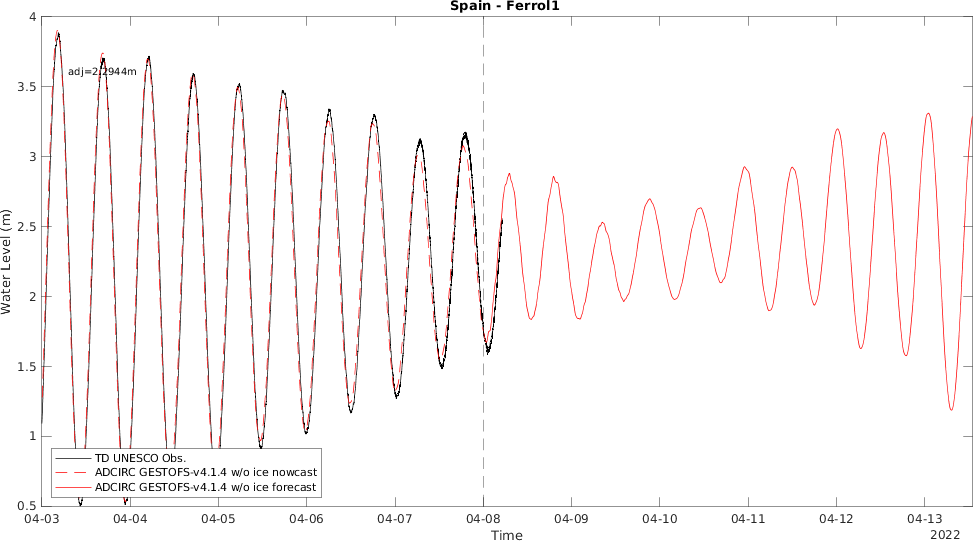 Spain - Ferrol1
4
3.5
3
2.5
2
1.5
1
0.5
Water Level (m)
adj=2.2944m
TD UNESCO Obs.
ADCIRC GESTOFS-v4.1.4 w/o ice nowcast
ADCIRC GESTOFS-v4.1.4 w/o ice forecast
04-03 04-04 04-05 04-06 04-07 04-08 04-09 04-10 04-11 04-12 04-13
Time
2022